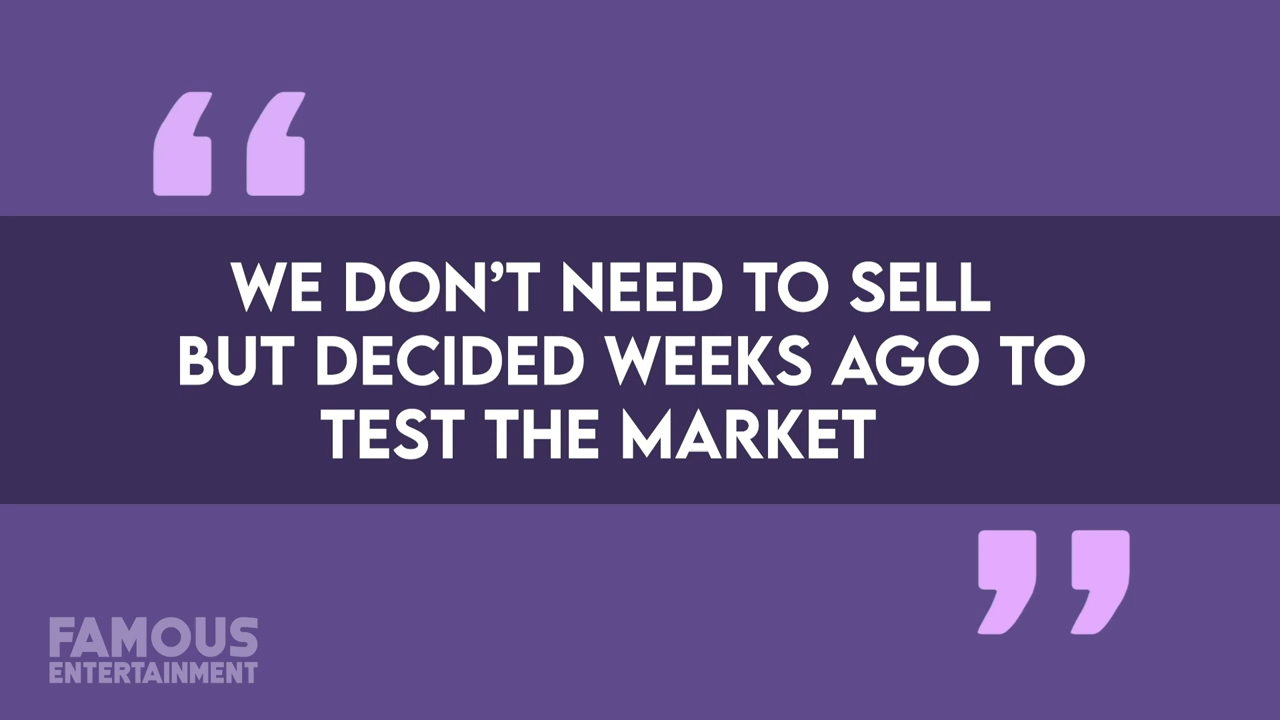 “
WE DON’T NEED TO SELL
BUT DECIDED WEEKS AGO TO
TEST THE MARKET
”
FAMOUS
ENTERTAINMENT